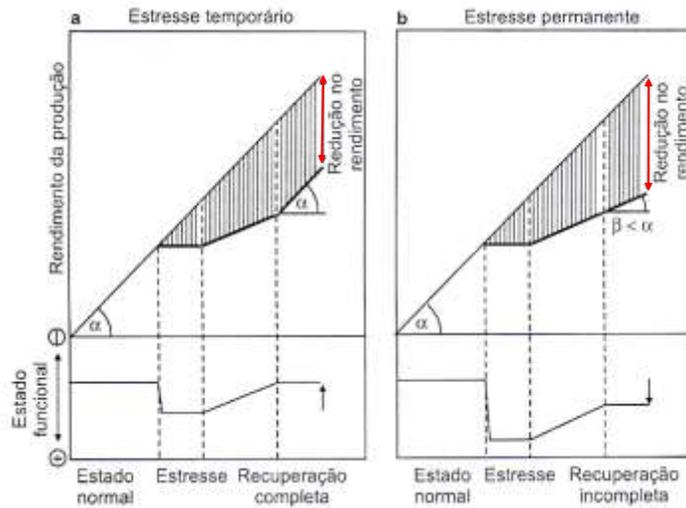 a
Estresse temporário
b
Estresse permanente
Rendimento da produção
Redução no
rendimento
α
α
Redução no
rendimento
β < α
α
Estado
funcional
Estado
normal
Estresse
Recuperação
completa
Estado
normal
Estresse
Recuperação
incompleta